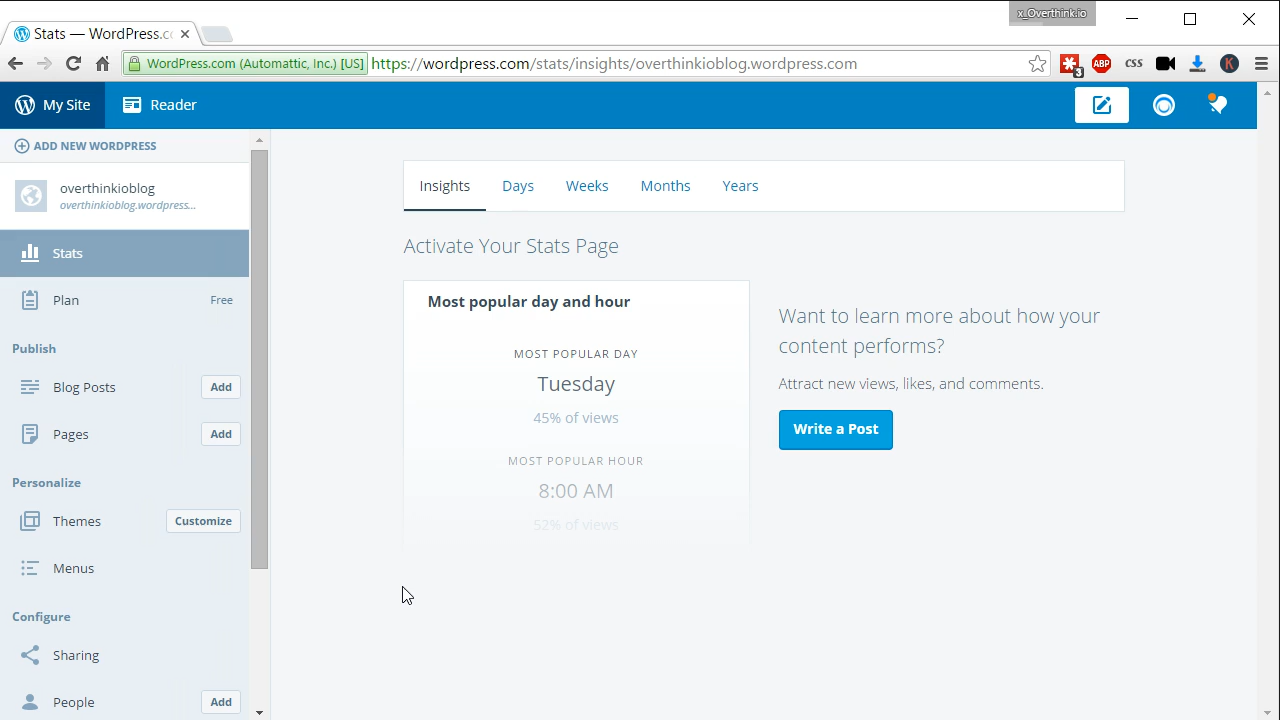 x_Overthink.io
Stats — WordPress.c
WordPress.com (Automattic, Inc.) [US] https://wordpress.com/stats/insights/overthinkioblog.wordpress.com
3
ABP
CSS
K
My Site
Reader
ADD NEW WORDPRESS
overthinkioblog
overthinkioblog.wordpress...
Stats
Plan Free
Publish
Blog Posts Add
Pages Add
Personalize
Themes Customize
Menus
Configure
Sharing
People Add
Insights Days Weeks Months Years
Activate Your Stats Page
Most popular day and hour
MOST POPULAR DAY
Tuesday
45% of views
MOST POPULAR HOUR
8:00 AM
52% of views
Want to learn more about how your
content performs?
Attract new views, likes, and comments.
Write a Post